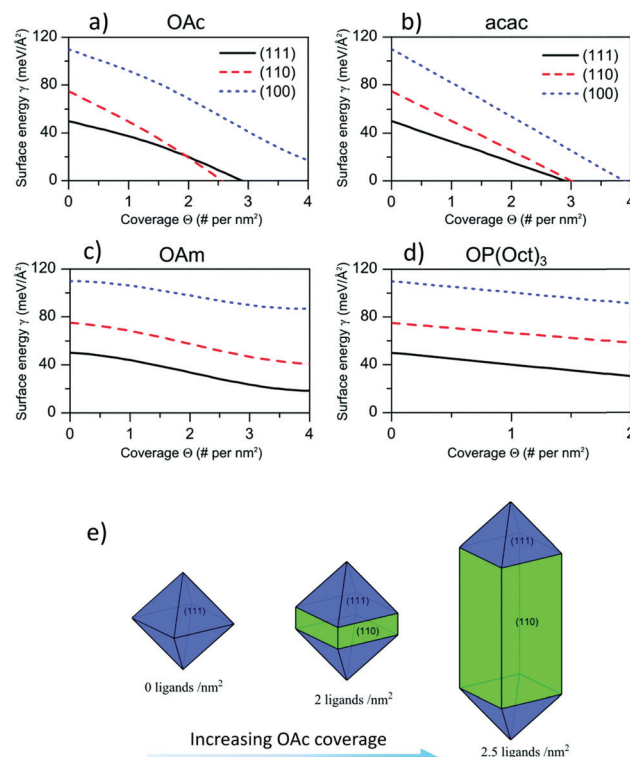 a) OAc
b) acac
Surface energy γ (meV/Å²)
120
80
40
0
(111)
(110)
(100)
0 1 2 3 4
Coverage Θ (# per nm²)
Surface energy γ (meV/Å²)
120
80
40
0
(111)
(110)
(100)
0 1 2 3 4
Coverage Θ (# per nm²)
c) OAm
d) OP(Oct)₃
Surface energy γ (meV/Å²)
120
80
40
0
0 1 2 3 4
Coverage Θ (# per nm²)
Surface energy γ (meV/Å²)
120
80
40
0
0 1 2
Coverage Θ (# per nm²)
e)
(111)
0 ligands /nm²
(111)
(110)
2 ligands /nm²
(111)
(110)
2.5 ligands /nm²
Increasing OAc coverage